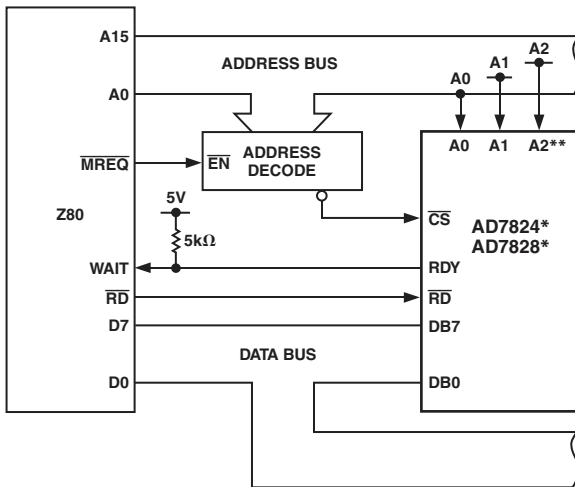 A15
ADDRESS BUS
A0
A1
A2
A0
MREQ
EN
ADDRESS
DECODE
A0 A1 A2**
Z80
5V
5kΩ
CS
AD7824*
AD7828*
WAIT
RDY
RD
RD
D7
DB7
DATA BUS
D0
DB0